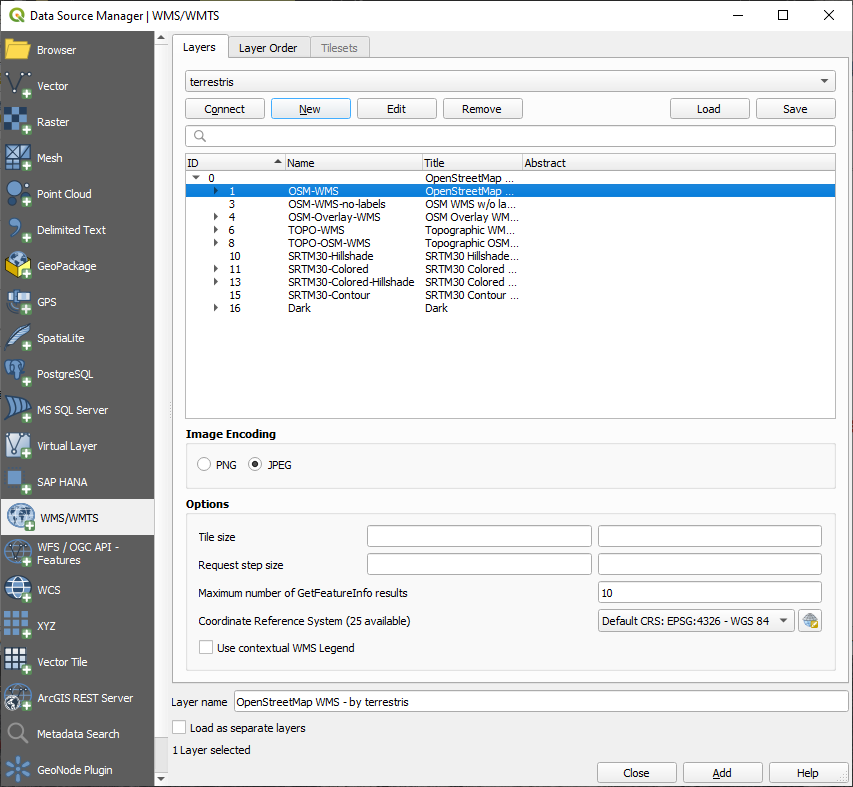 Data Source Manager | WMS/WMTS
Browser
Vector
Raster
Mesh
Point Cloud
Delimited Text
GeoPackage
GPS
SpatiaLite
PostgreSQL
MS SQL Server
Virtual Layer
SAP HANA
WMS/WMTS
WFS / OGC API -
Features
WCS
XYZ
Vector Tile
ArcGIS REST Server
Metadata Search
GeoNode Plugin
Layers Layer Order Tilesets
terrestris
Connect New Edit Remove Load Save
ID Name Title Abstract
0 OpenStreetMap ...
1 OSM-WMS OpenStreetMap ...
3 OSM-WMS-no-labels OSM WMS w/o la...
4 OSM-Overlay-WMS OSM Overlay WM...
6 TOPO-WMS Topographic WM...
8 TOPO-OSM-WMS Topographic OSM...
10 SRTM30-Hillshade SRTM30 Hillshade...
11 SRTM30-Colored SRTM30 Colored ...
13 SRTM30-Colored-Hillshade SRTM30 Colored ...
15 SRTM30-Contour SRTM30 Contour ...
16 Dark Dark
Image Encoding
PNG JPEG
Options
Tile size
Request step size
Maximum number of GetFeatureInfo results 10
Coordinate Reference System (25 available) Default CRS: EPSG:4326 - WGS 84
Use contextual WMS Legend
Layer name OpenStreetMap WMS - by terrestris
Load as separate layers
1 Layer selected
Close Add Help